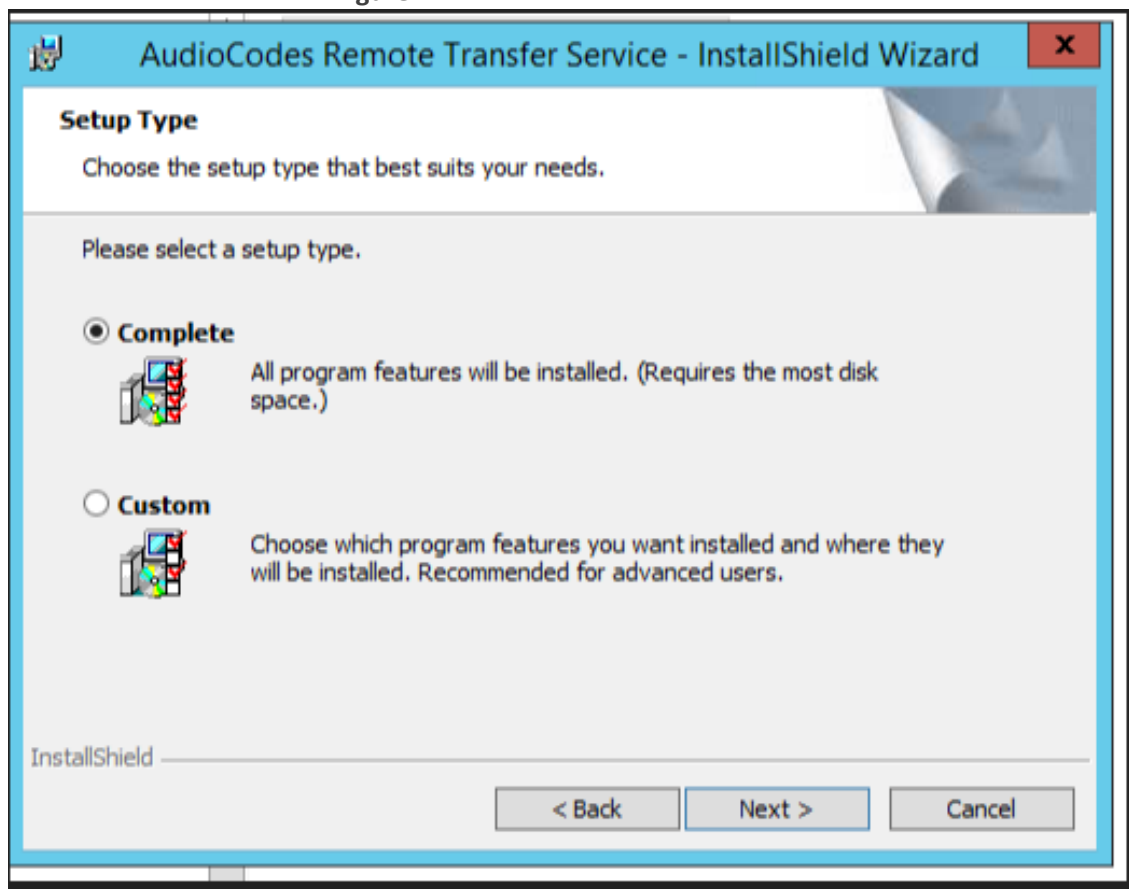 AudioCodes Remote Transfer Service - InstallShield Wizard
x
Setup Type
Choose the setup type that best suits your needs.
Please select a setup type.
Complete
All program features will be installed. (Requires the most disk
space.)
Custom
Choose which program features you want installed and where they
will be installed. Recommended for advanced users.
InstallShield
< Back
Next >
Cancel